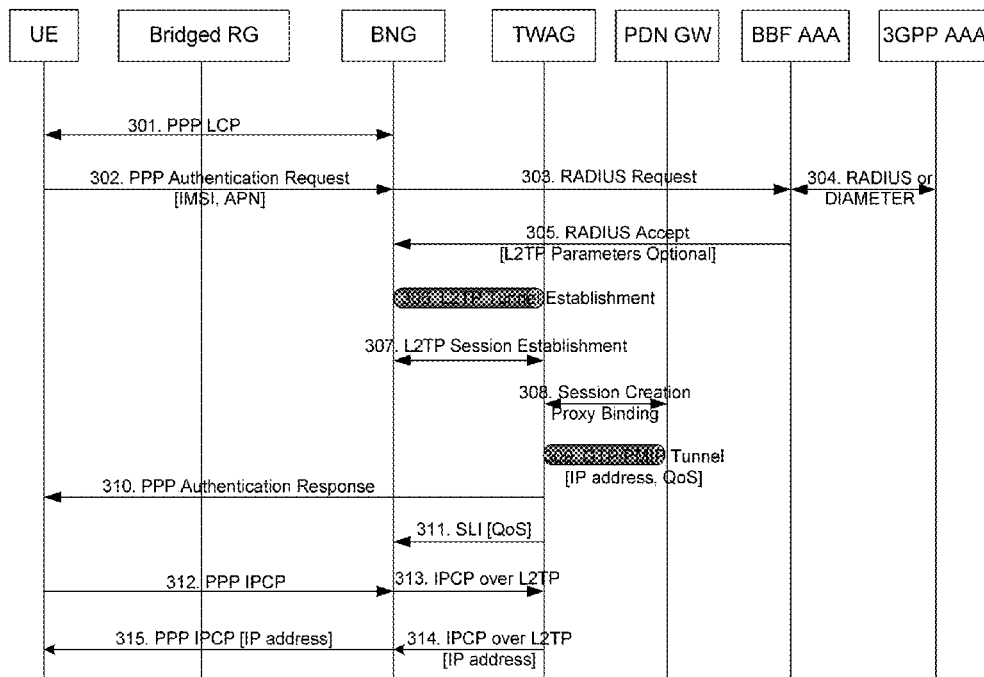 UE
Bridged RG
BNG
TWAG
PDN GW
BBF AAA
3GPP AAA
301. PPP LCP
302. PPP Authentication Request
[IMSI, APN]
303. RADIUS Request
304. RADIUS or
DIAMETER
305. RADIUS Accept
[L2TP Parameters Optional]
L2TP Tunnel Establishment
307. L2TP Session Establishment
308. Session Creation
Proxy Binding
Tunnel
[IP address, QoS]
310. PPP Authentication Response
311. SLI [QoS]
312. PPP IPCP
313. IPCP over L2TP
315. PPP IPCP [IP address]
314. IPCP over L2TP
[IP address]